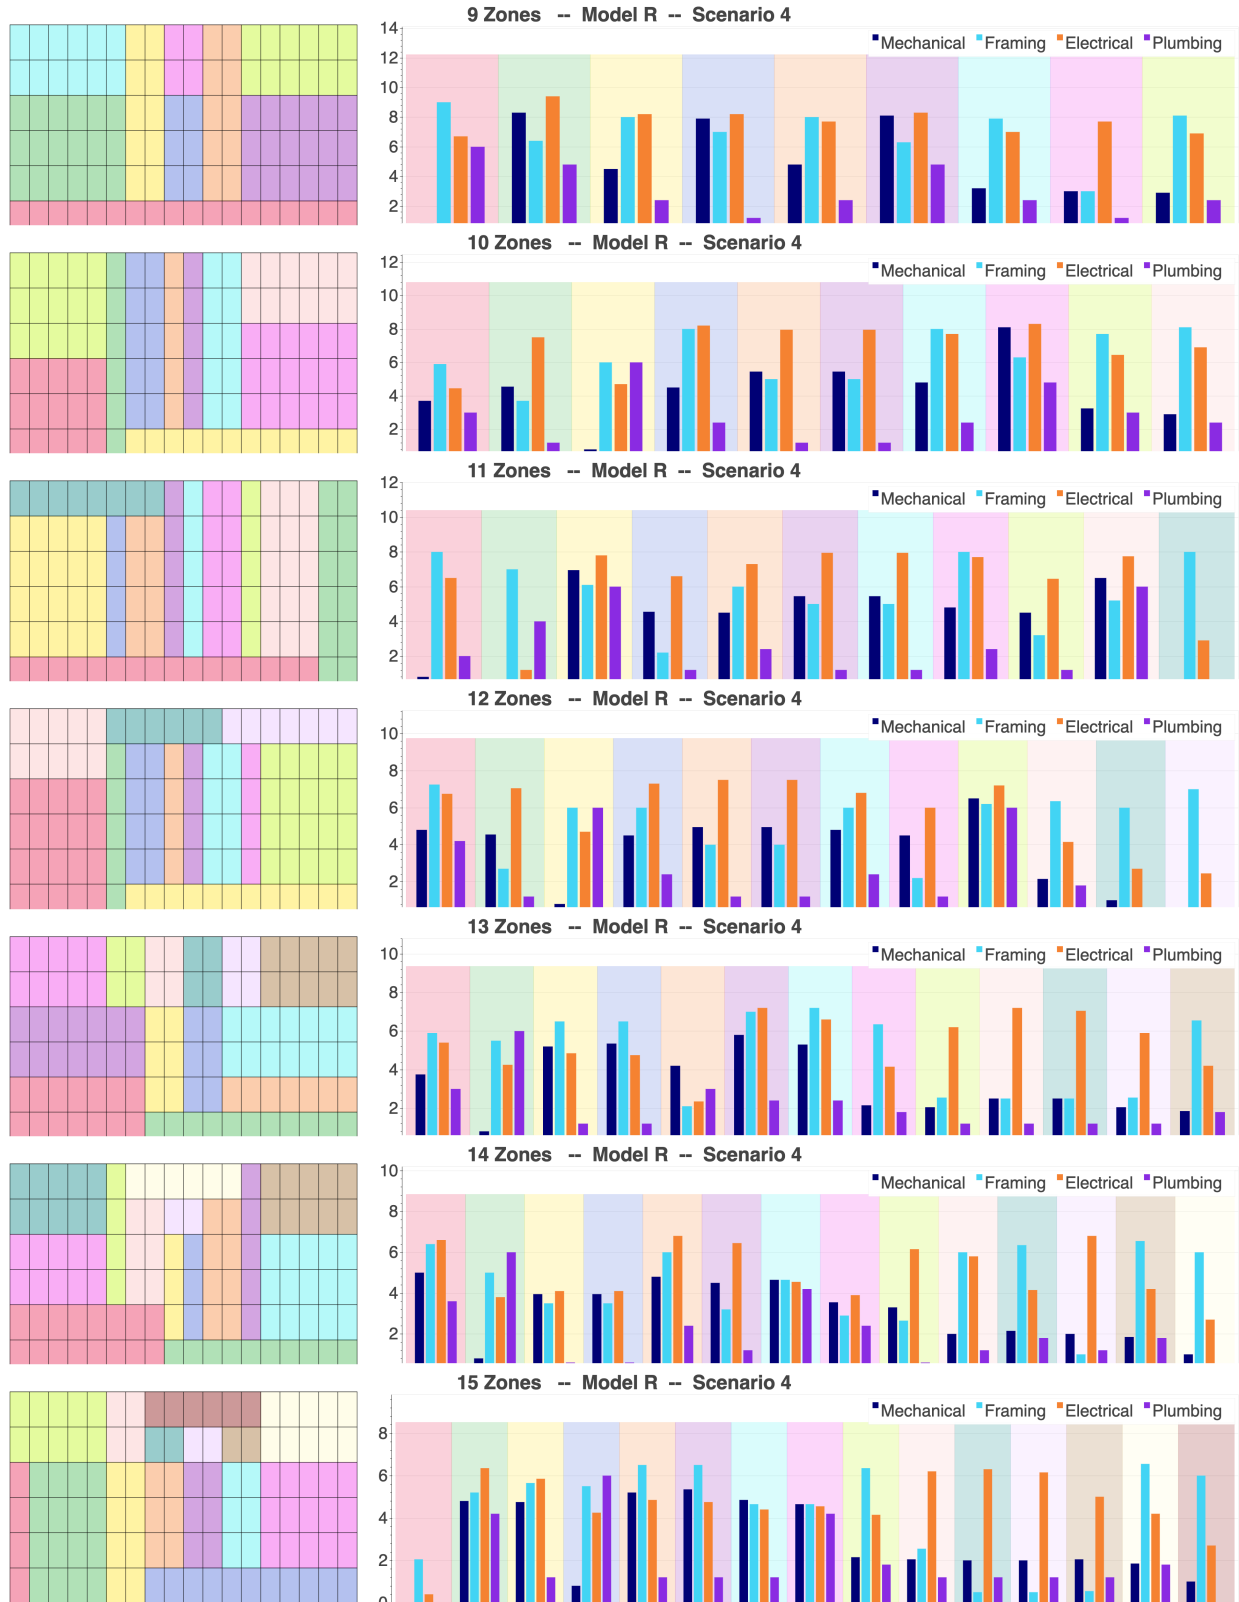 9 Zones -- Model R -- Scenario 4
Mechanical Framing Electrical Plumbing
14
12
10
8
6
4
2
10 Zones -- Model R -- Scenario 4
Mechanical Framing Electrical Plumbing
12
10
8
6
4
2
11 Zones -- Model R -- Scenario 4
Mechanical Framing Electrical Plumbing
12
10
8
6
4
2
12 Zones -- Model R -- Scenario 4
Mechanical Framing Electrical Plumbing
10
8
6
4
2
13 Zones -- Model R -- Scenario 4
Mechanical Framing Electrical Plumbing
10
8
6
4
2
14 Zones -- Model R -- Scenario 4
Mechanical Framing Electrical Plumbing
10
8
6
4
2
15 Zones -- Model R -- Scenario 4
Mechanical Framing Electrical Plumbing
8
6
4
2
0